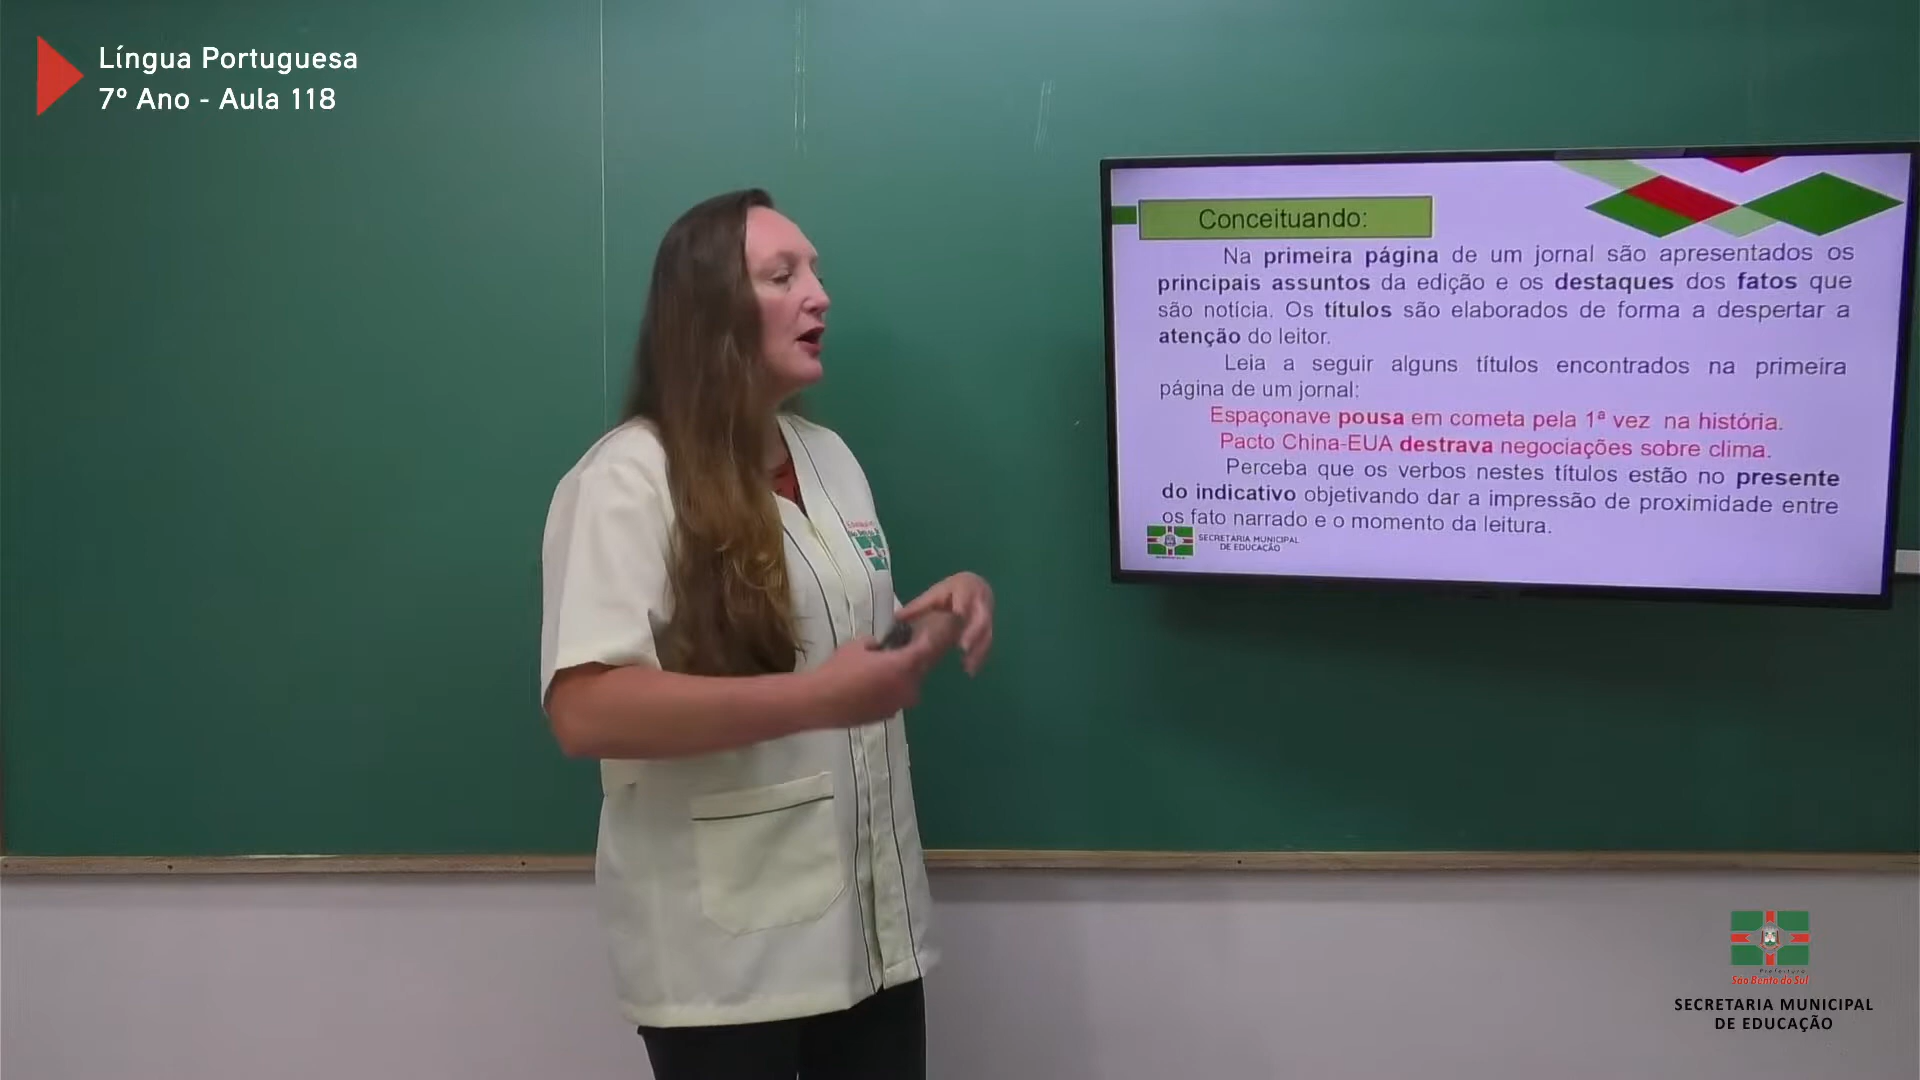 Língua Portuguesa
7º Ano - Aula 118
Conceituando:
Na primeira página de um jornal são apresentados os
principais assuntos da edição e os destaques dos fatos que
são notícia. Os títulos são elaborados de forma a despertar a
atenção do leitor.
Leia a seguir alguns títulos encontrados na primeira
página de um jornal:
Espaçonave pousa em cometa pela 1ª vez na história.
Pacto China-EUA destrava negociações sobre clima.
Perceba que os verbos nestes títulos estão no presente
do indicativo objetivando dar a impressão de proximidade entre
os fato narrado e o momento da leitura.
SECRETARIA MUNICIPAL
DE EDUCAÇÃO
Prefeitura
São Bento do Sul
SECRETARIA MUNICIPAL
DE EDUCAÇÃO